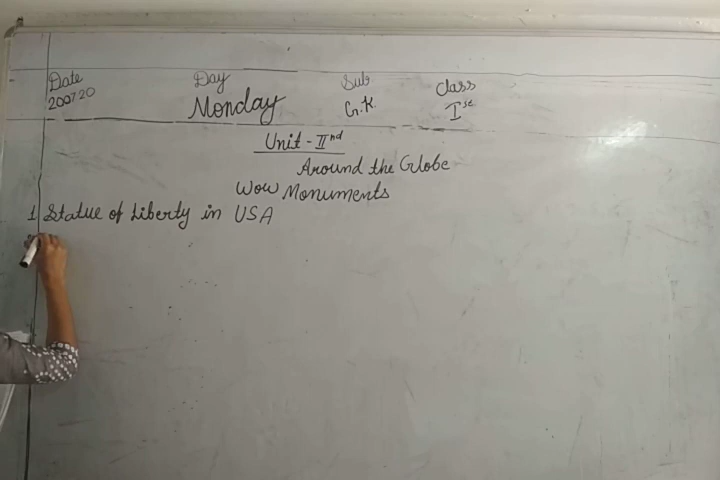 Date Day Sub Class
200720 Monday G.K. Ist
Unit - IInd
Around the Globe
Wow Monuments
1 Statue of Liberty in USA